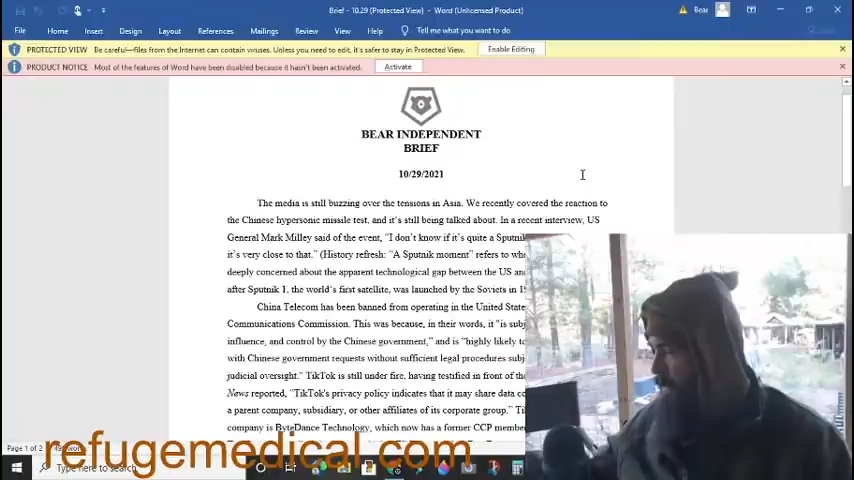 Brief - 10.29 (Protected View) - Word (Unlicensed Product)
Bear
File Home Insert Design Layout References Mailings Review View Help Tell me what you want to do
PROTECTED VIEW Be careful—files from the Internet can contain viruses. Unless you need to edit, it's safer to stay in Protected View. Enable Editing
PRODUCT NOTICE Most of the features of Word have been disabled because it hasn't been activated. Activate
BEAR INDEPENDENT
BRIEF
10/29/2021
The media is still buzzing over the tensions in Asia. We recently covered the reaction to
the Chinese hypersonic missile test, and it's still being talked about. In a recent interview, US
General Mark Milley said of the event, "I don't know if it's quite a Sputnik
it's very close to that." (History refresh: "A Sputnik moment" refers to
deeply concerned about the apparent technological gap between the US and
after Sputnik 1, the world's first satellite, was launched by the Soviets in
China Telecom has been banned from operating in the United State
Communications Commission. This was because, in their words, it "is subj
influence, and control by the Chinese government," and is "highly likely to
with Chinese government requests without sufficient legal procedures subj
judicial oversight." TikTok is still under fire, having testified in front of the
News reported, "TikTok's privacy policy indicates that it may share data
a parent company, subsidiary, or other affiliates of its corporate group."
company is ByteDance Technology, which now has a former CCP member
Page 1 of 2
refugemedical.com
Type here to search